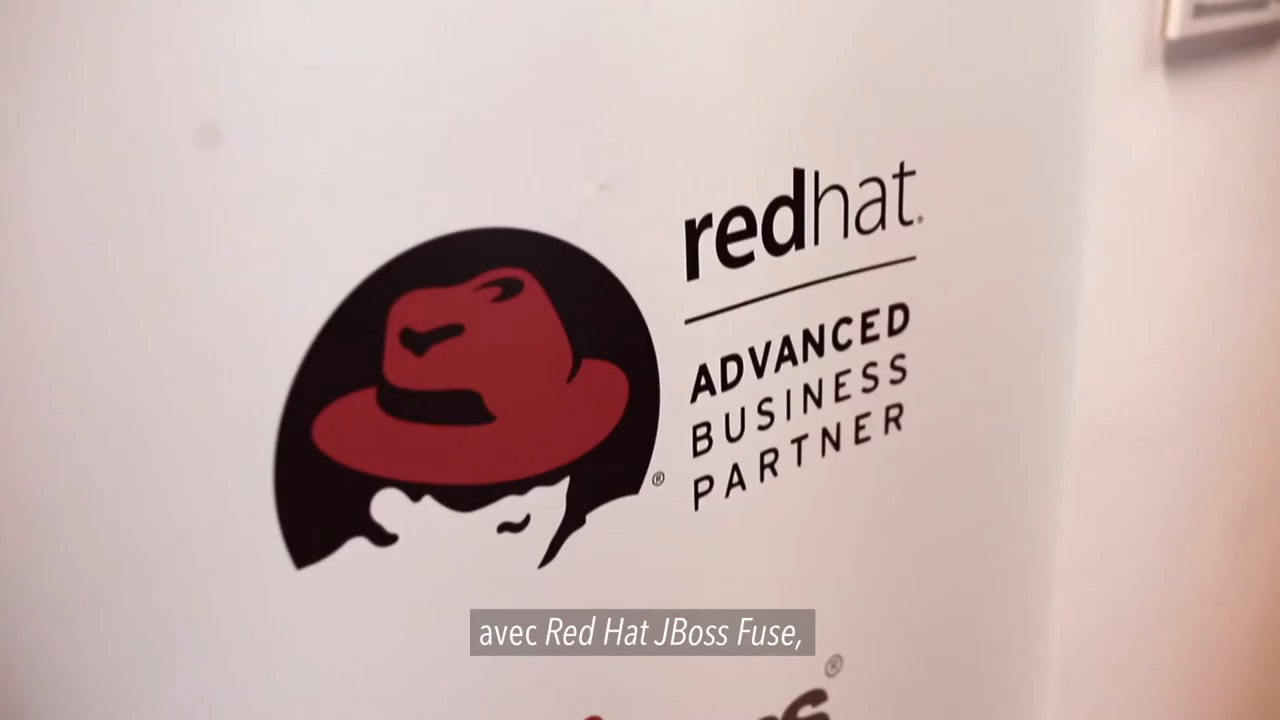 redhat.
ADVANCED
BUSINESS
PARTNER
®
avec Red Hat JBoss Fuse,
®